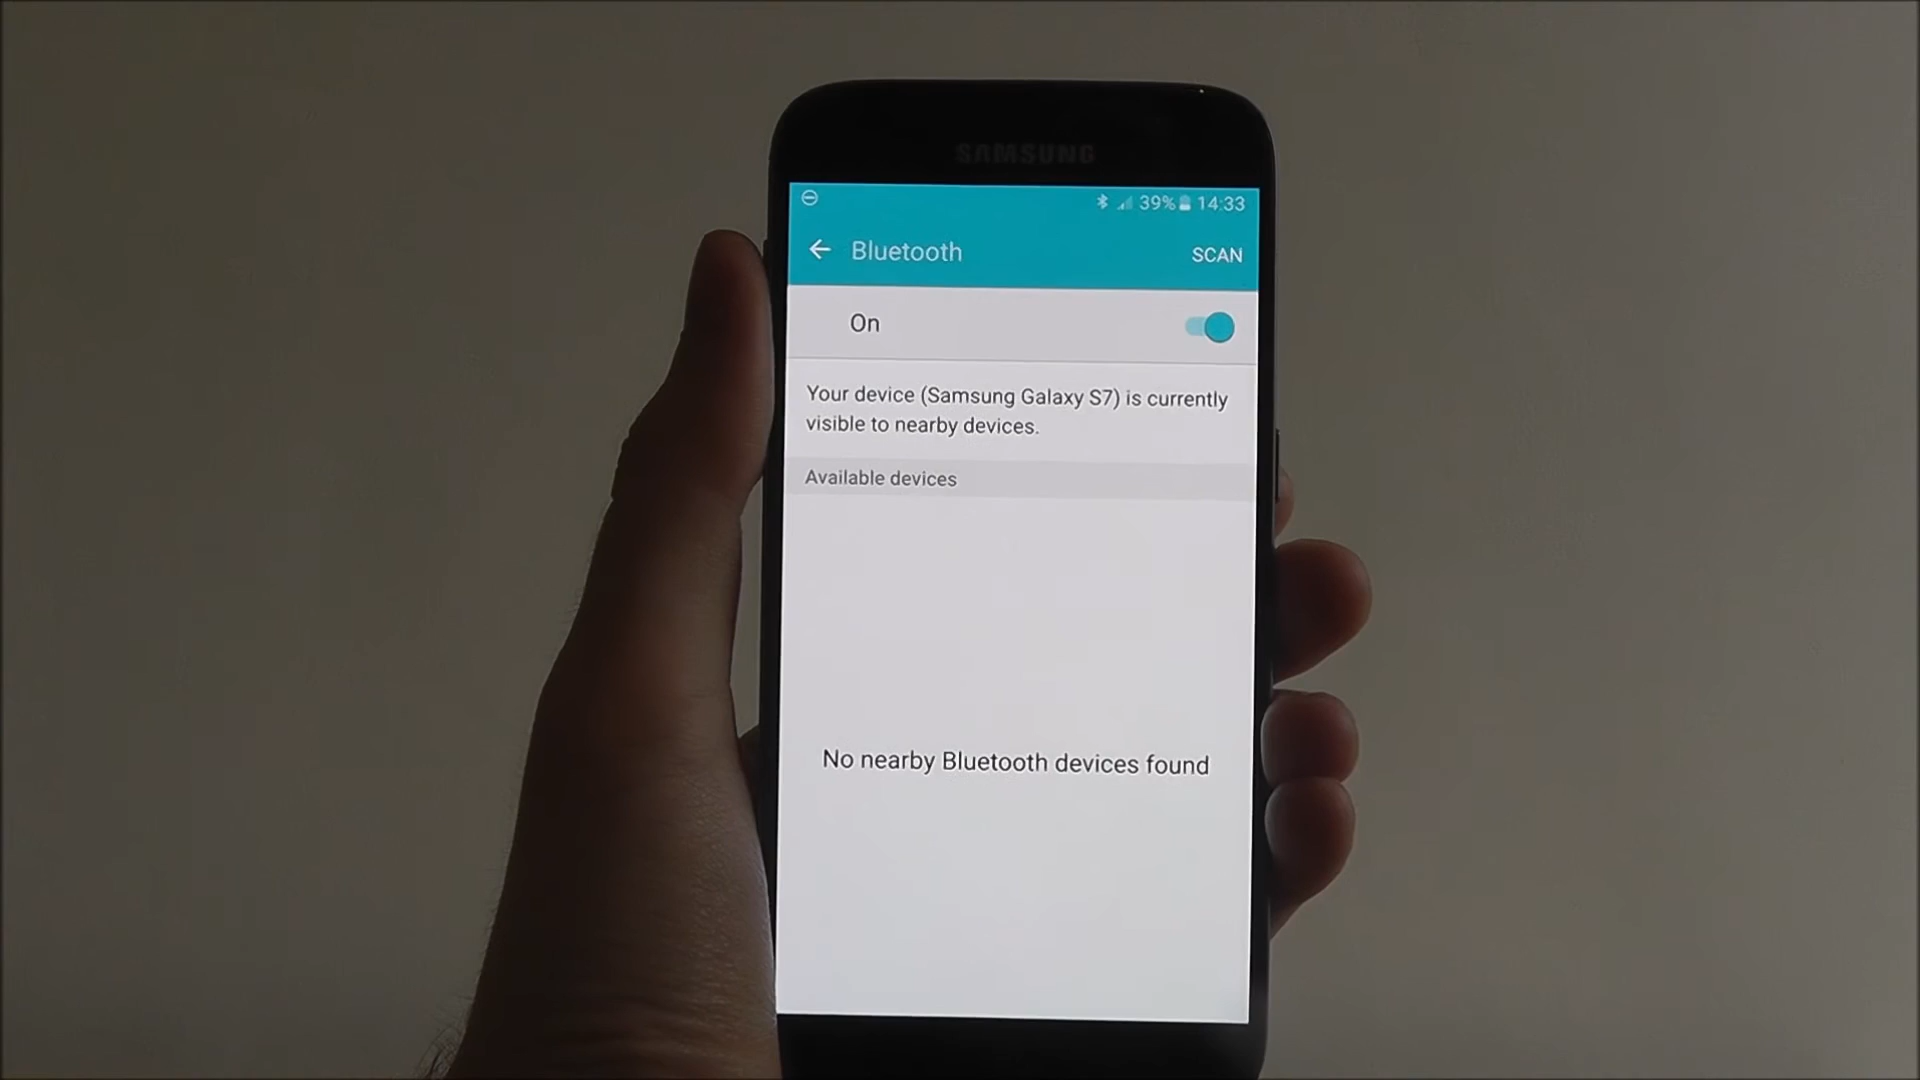 SAMSUNG
39% 14:33
Bluetooth SCAN
On
Your device (Samsung Galaxy S7) is currently
visible to nearby devices.
Available devices
No nearby Bluetooth devices found